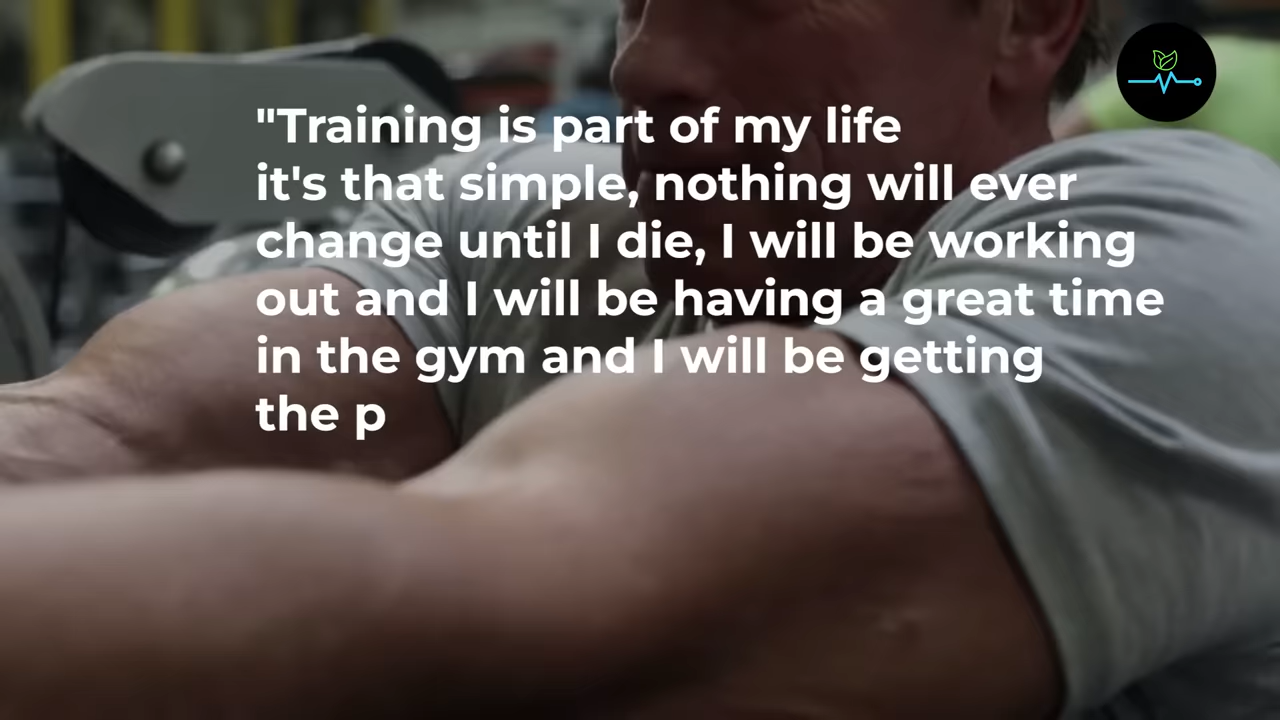 "Training is part of my life
it's that simple, nothing will ever
change until I die, I will be working
out and I will be having a great time
in the gym and I will be getting
the p